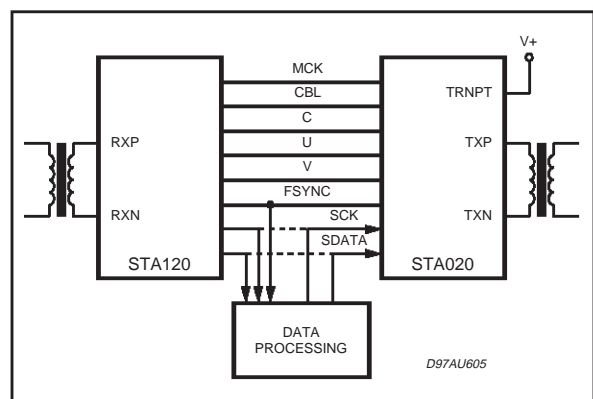 MCK
V+
CBL
TRNPT
C
RXP
U
TXP
V
FSYNC
RXN
SCK
TXN
SDATA
STA120
STA020
DATA
PROCESSING
D97AU605